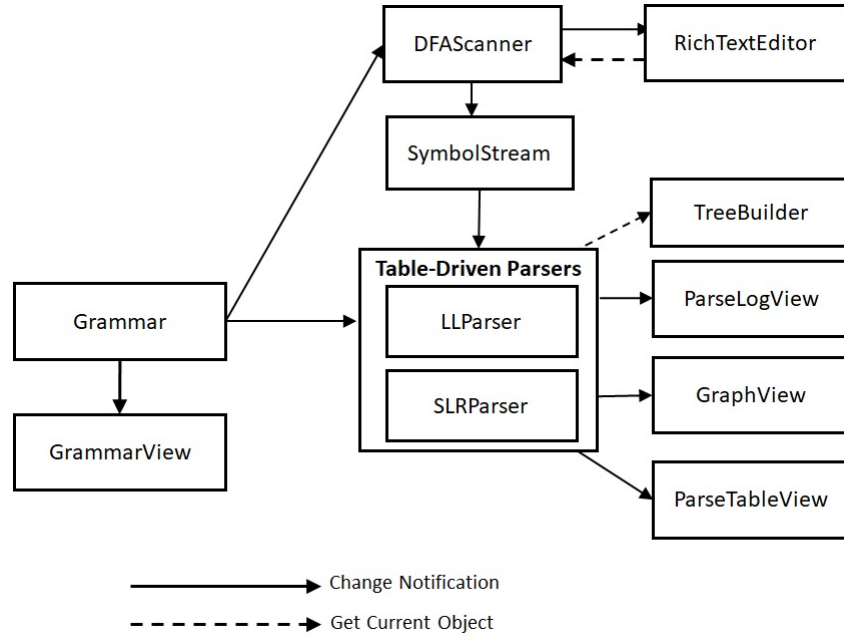 DFAScanner
RichTextEditor
SymbolStream
TreeBuilder
Table-Driven Parsers
ParseLogView
Grammar
LLParser
GraphView
SLRParser
GrammarView
ParseTableView
Change Notification
Get Current Object